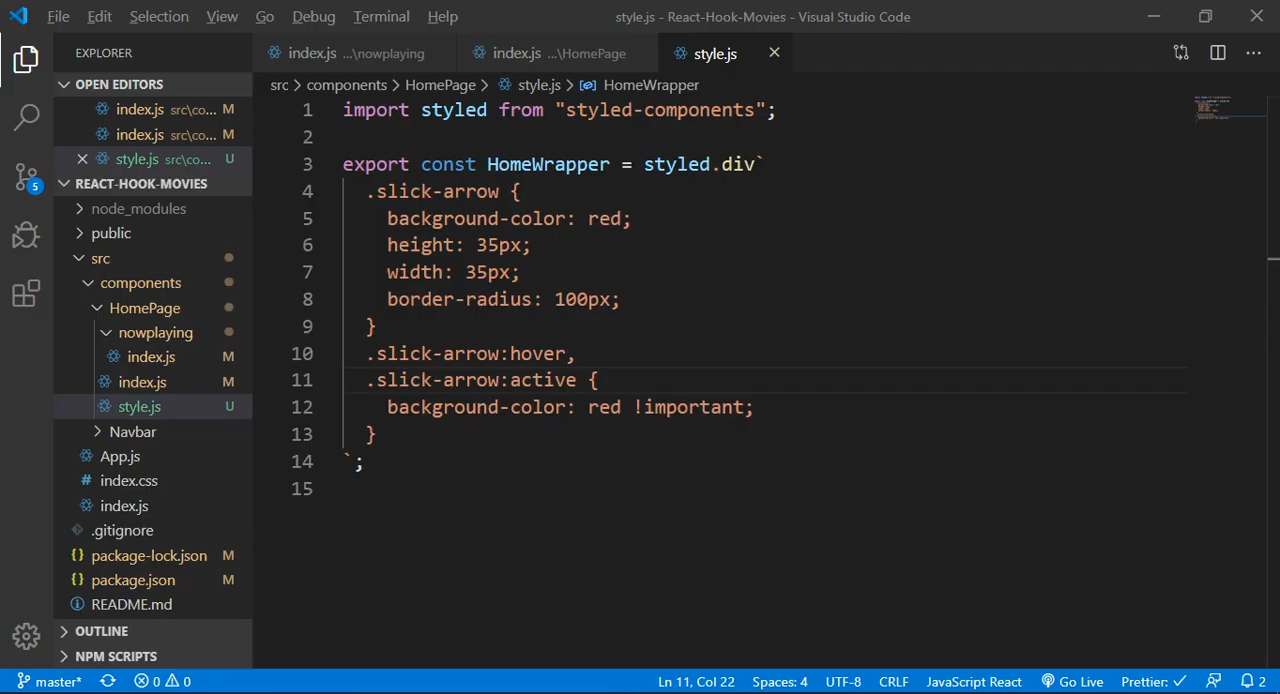 File Edit Selection View Go Debug Terminal Help
style.js - React-Hook-Movies - Visual Studio Code
EXPLORER
OPEN EDITORS
index.js src\co... M
index.js src\co... M
style.js src\co... U
REACT-HOOK-MOVIES
node_modules
public
src
components
HomePage
nowplaying
index.js M
index.js M
style.js U
Navbar
App.js
# index.css
index.js
.gitignore
{} package-lock.json M
{} package.json M
README.md
OUTLINE
NPM SCRIPTS
5
index.js ...\nowplaying
index.js ...\HomePage
style.js
src > components > HomePage > style.js > HomeWrapper
1 import styled from "styled-components";
2
3 export const HomeWrapper = styled.div`
4 .slick-arrow {
5 background-color: red;
6 height: 35px;
7 width: 35px;
8 border-radius: 100px;
9 }
10 .slick-arrow:hover,
11 .slick-arrow:active {
12 background-color: red !important;
13 }
14 `;
15
master* 0 0 Ln 11, Col 22 Spaces: 4 UTF-8 CRLF JavaScript React Go Live Prettier: ✓ 2